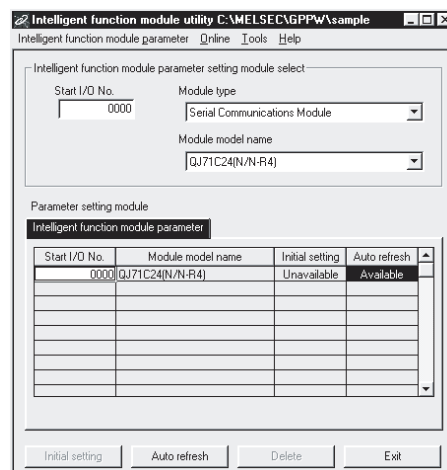 Intelligent function module utility C:\MELSEC\GPPW\sample
Intelligent function module parameter Online Tools Help
Intelligent function module parameter setting module select
Start I/O No. Module type
0000 Serial Communications Module
Module model name
QJ71C24(N/N-R4)
Parameter setting module
Intelligent function module parameter
Start I/O No. Module model name Initial setting Auto refresh
0000 QJ71C24(N/N-R4) Unavailable Available
Initial setting Auto refresh Delete Exit